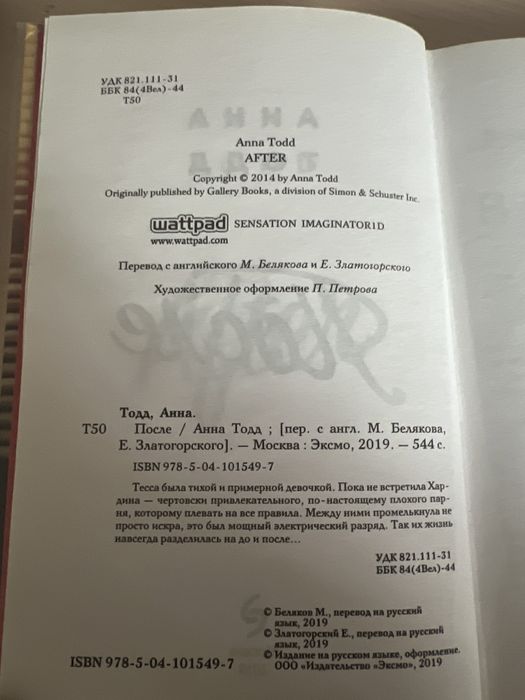 УДК 821.111-31
ББК 84(4Вел)-44
Т50
Anna Todd
AFTER
Copyright © 2014 by Anna Todd
Originally published by Gallery Books, a division of Simon & Schuster Inc.
wattpad SENSATION IMAGINATOR1D
www.wattpad.com
Перевод с английского М. Белякова и Е. Златогорского
Художественное оформление П. Петрова
Тодд, Анна.
Т50 После / Анна Тодд ; [пер. с англ. М. Белякова,
Е. Златогорского]. — Москва : Эксмо, 2019. — 544 с.
ISBN 978-5-04-101549-7
Тесса была тихой и примерной девочкой. Пока не встретила Хар-
дина — чертовски привлекательного, по-настоящему плохого пар-
ня, которому плевать на все правила. Между ними промелькнула не
просто искра, это был мощный электрический разряд. Так их жизнь
навсегда разделилась на до и после...
УДК 821.111-31
ББК 84(4Вел)-44
© Беляков М., перевод на русский
язык, 2019
© Златогорский Е., перевод на русский
язык, 2019
© Издание на русском языке, оформление.
ООО «Издательство «Эксмо», 2019
ISBN 978-5-04-101549-7